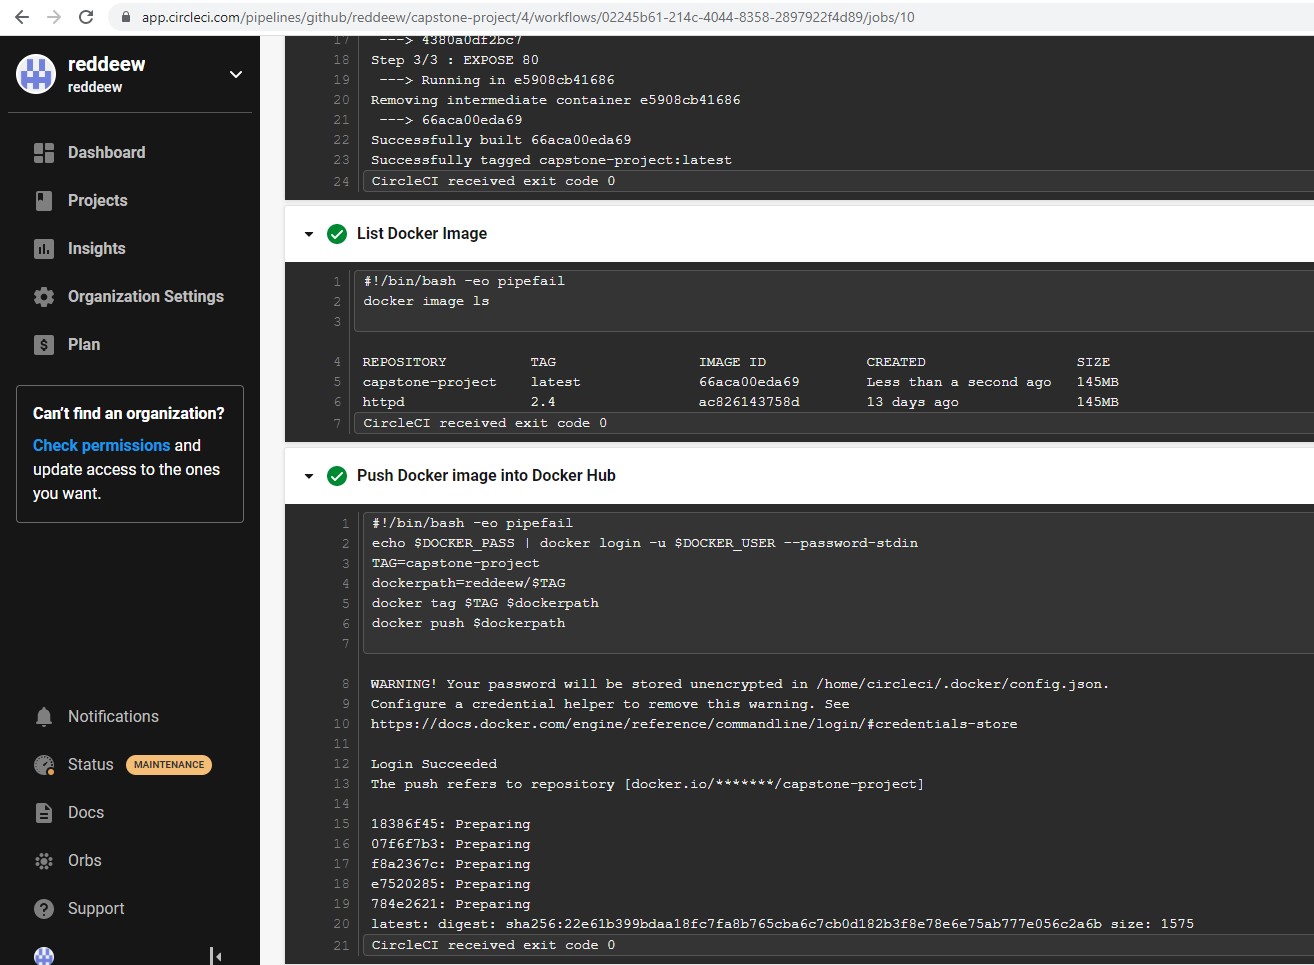 app.circleci.com/pipelines/github/reddeew/capstone-project/4/workflows/02245b61-214c-4044-8358-2897922f4d89/jobs/10
reddeew
reddeew
Dashboard
Projects
Insights
Organization Settings
Plan
Can't find an organization?
Check permissions and
update access to the ones
you want.
Notifications
Status MAINTENANCE
Docs
Orbs
Support
17 ---> 4380a0df2bc7
18 Step 3/3 : EXPOSE 80
19 ---> Running in e5908cb41686
20 Removing intermediate container e5908cb41686
21 ---> 66aca00eda69
22 Successfully built 66aca00eda69
23 Successfully tagged capstone-project:latest
24 CircleCI received exit code 0
List Docker Image
1 #!/bin/bash -eo pipefail
2 docker image ls
3
4 REPOSITORY TAG IMAGE ID CREATED SIZE
5 capstone-project latest 66aca00eda69 Less than a second ago 145MB
6 httpd 2.4 ac826143758d 13 days ago 145MB
7 CircleCI received exit code 0
Push Docker image into Docker Hub
1 #!/bin/bash -eo pipefail
2 echo $DOCKER_PASS | docker login -u $DOCKER_USER --password-stdin
3 TAG=capstone-project
4 dockerpath=reddeew/$TAG
5 docker tag $TAG $dockerpath
6 docker push $dockerpath
7
8 WARNING! Your password will be stored unencrypted in /home/circleci/.docker/config.json.
9 Configure a credential helper to remove this warning. See
10 https://docs.docker.com/engine/reference/commandline/login/#credentials-store
11
12 Login Succeeded
13 The push refers to repository [docker.io/*******/capstone-project]
14
15 18386f45: Preparing
16 07f6f7b3: Preparing
17 f8a2367c: Preparing
18 e7520285: Preparing
19 784e2621: Preparing
20 latest: digest: sha256:22e61b399bdaa18fc7fa8b765cba6c7cb0d182b3f8e78e6e75ab777e056c2a6b size: 1575
21 CircleCI received exit code 0